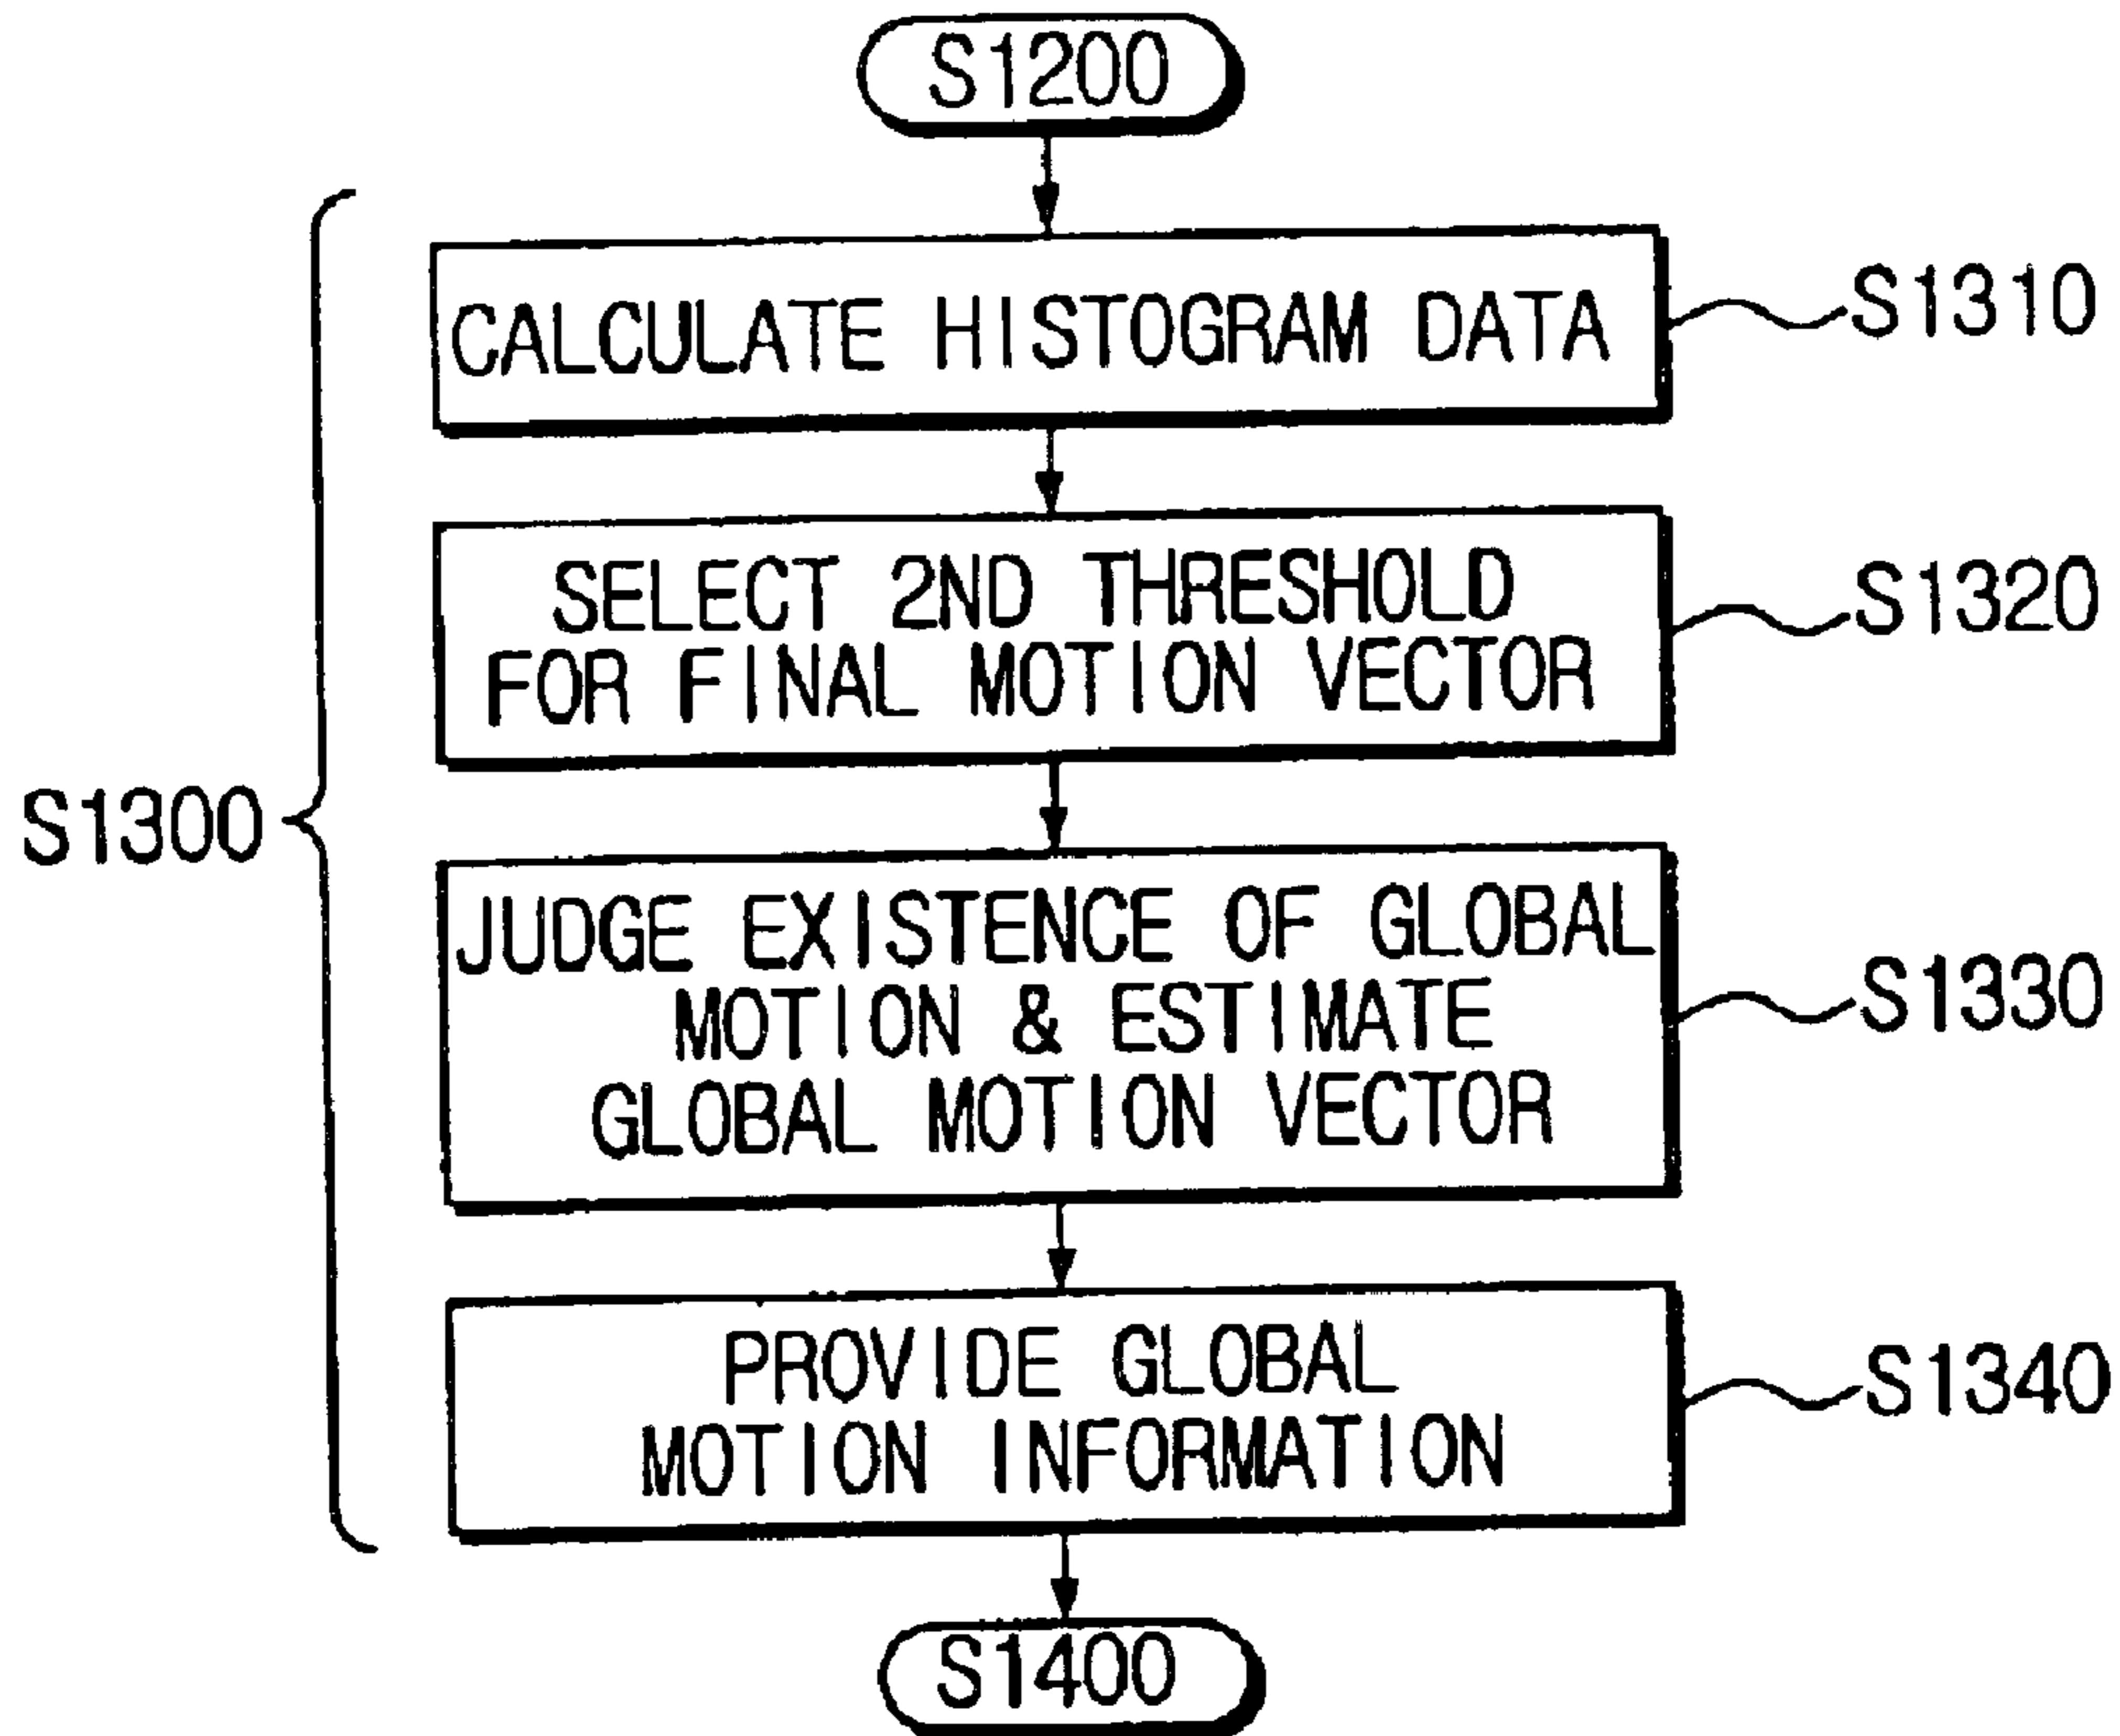 S1200
CALCULATE HISTOGRAM DATA
S1310
SELECT 2ND THRESHOLD
FOR FINAL MOTION VECTOR
S1320
S1300
JUDGE EXISTENCE OF GLOBAL
MOTION & ESTIMATE
GLOBAL MOTION VECTOR
S1330
PROVIDE GLOBAL
MOTION INFORMATION
S1340
S1400